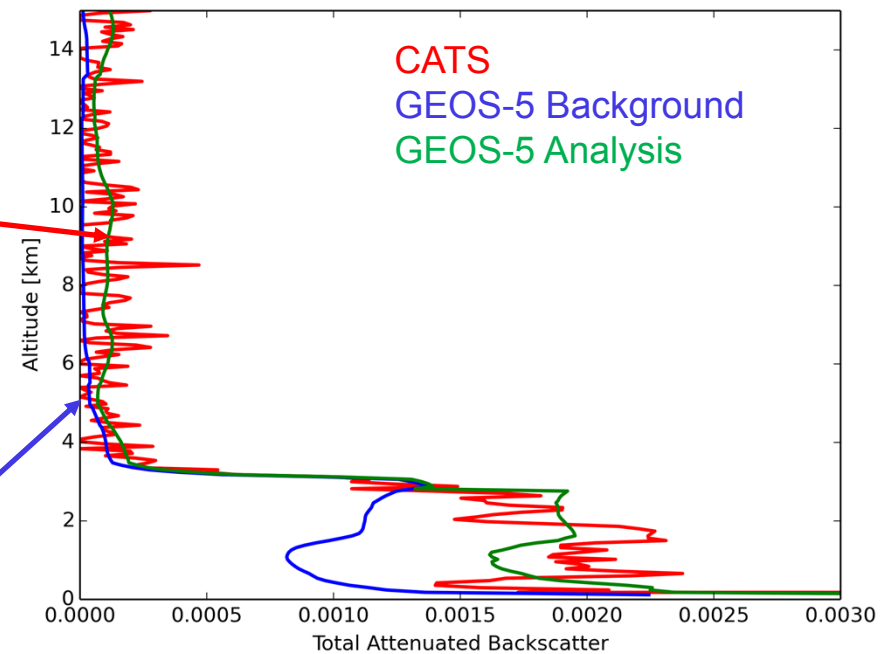 CATS
GEOS-5 Background
GEOS-5 Analysis
14
12
10
8
6
4
2
0
Altitude [km]
0.0000 0.0005 0.0010 0.0015 0.0020 0.0025 0.0030
Total Attenuated Backscatter